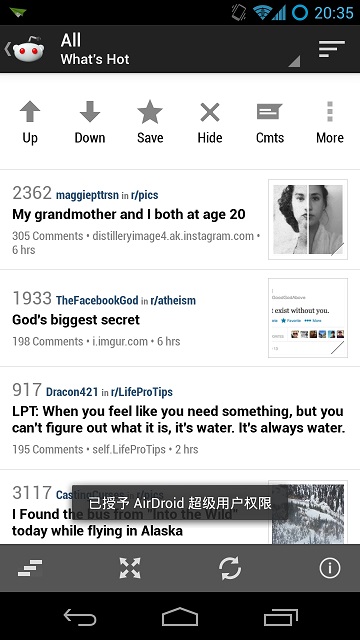 20:35
All
What's Hot
Up Down Save Hide Cmts More
2362 maggiepttrsn in r/pics
My grandmother and I both at age 20
305 Comments • distilleryimage4.ak.instagram.com •
6 hrs
1933 TheFacebookGod in r/atheism
God's biggest secret
198 Comments • i.imgur.com • 6 hrs
GoodGodAbove
: exist without you.
Favorite ••• More
917 Dracon421 in r/LifeProTips
LPT: When you feel like you need something, but you
can't figure out what it is, it's water. It's always water.
195 Comments • self.LifeProTips • 2 hrs
3117 in r/pics
I Found the bus from "Into the Wild"
today while flying in Alaska
已授予 AirDroid 超级用户权限